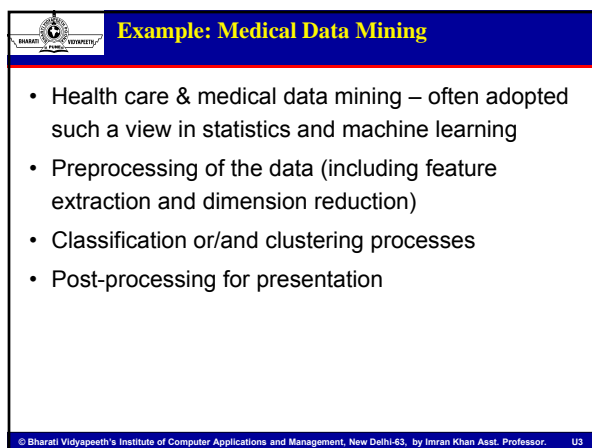 BHARATI VIDYAPEETH
PUNE
Example: Medical Data Mining
• Health care & medical data mining – often adopted
such a view in statistics and machine learning
• Preprocessing of the data (including feature
extraction and dimension reduction)
• Classification or/and clustering processes
• Post-processing for presentation
© Bharati Vidyapeeth's Institute of Computer Applications and Management, New Delhi-63, by Imran Khan Asst. Professor. U3